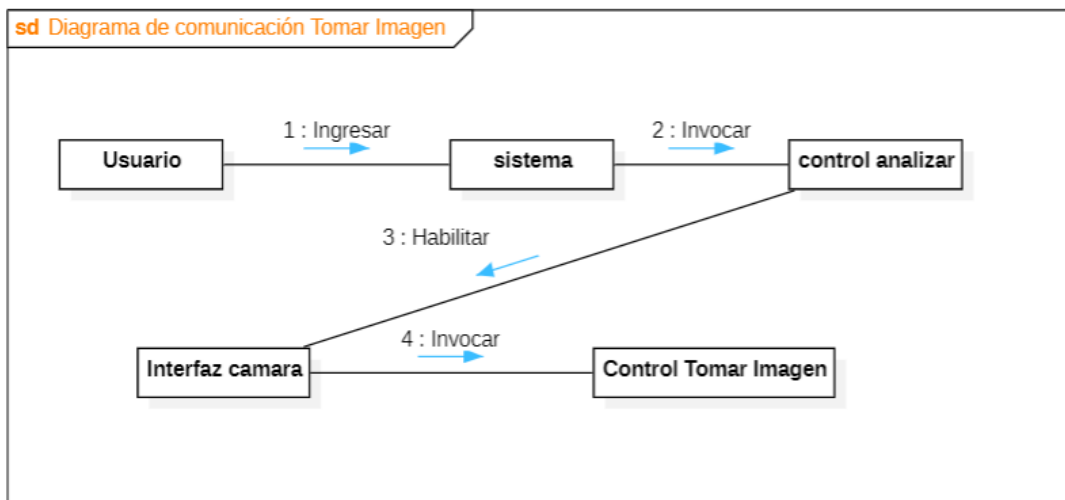 sd Diagrama de comunicación Tomar Imagen
1 : Ingresar
2 : Invocar
Usuario
sistema
control analizar
3 : Habilitar
4 : Invocar
Interfaz camara
Control Tomar Imagen